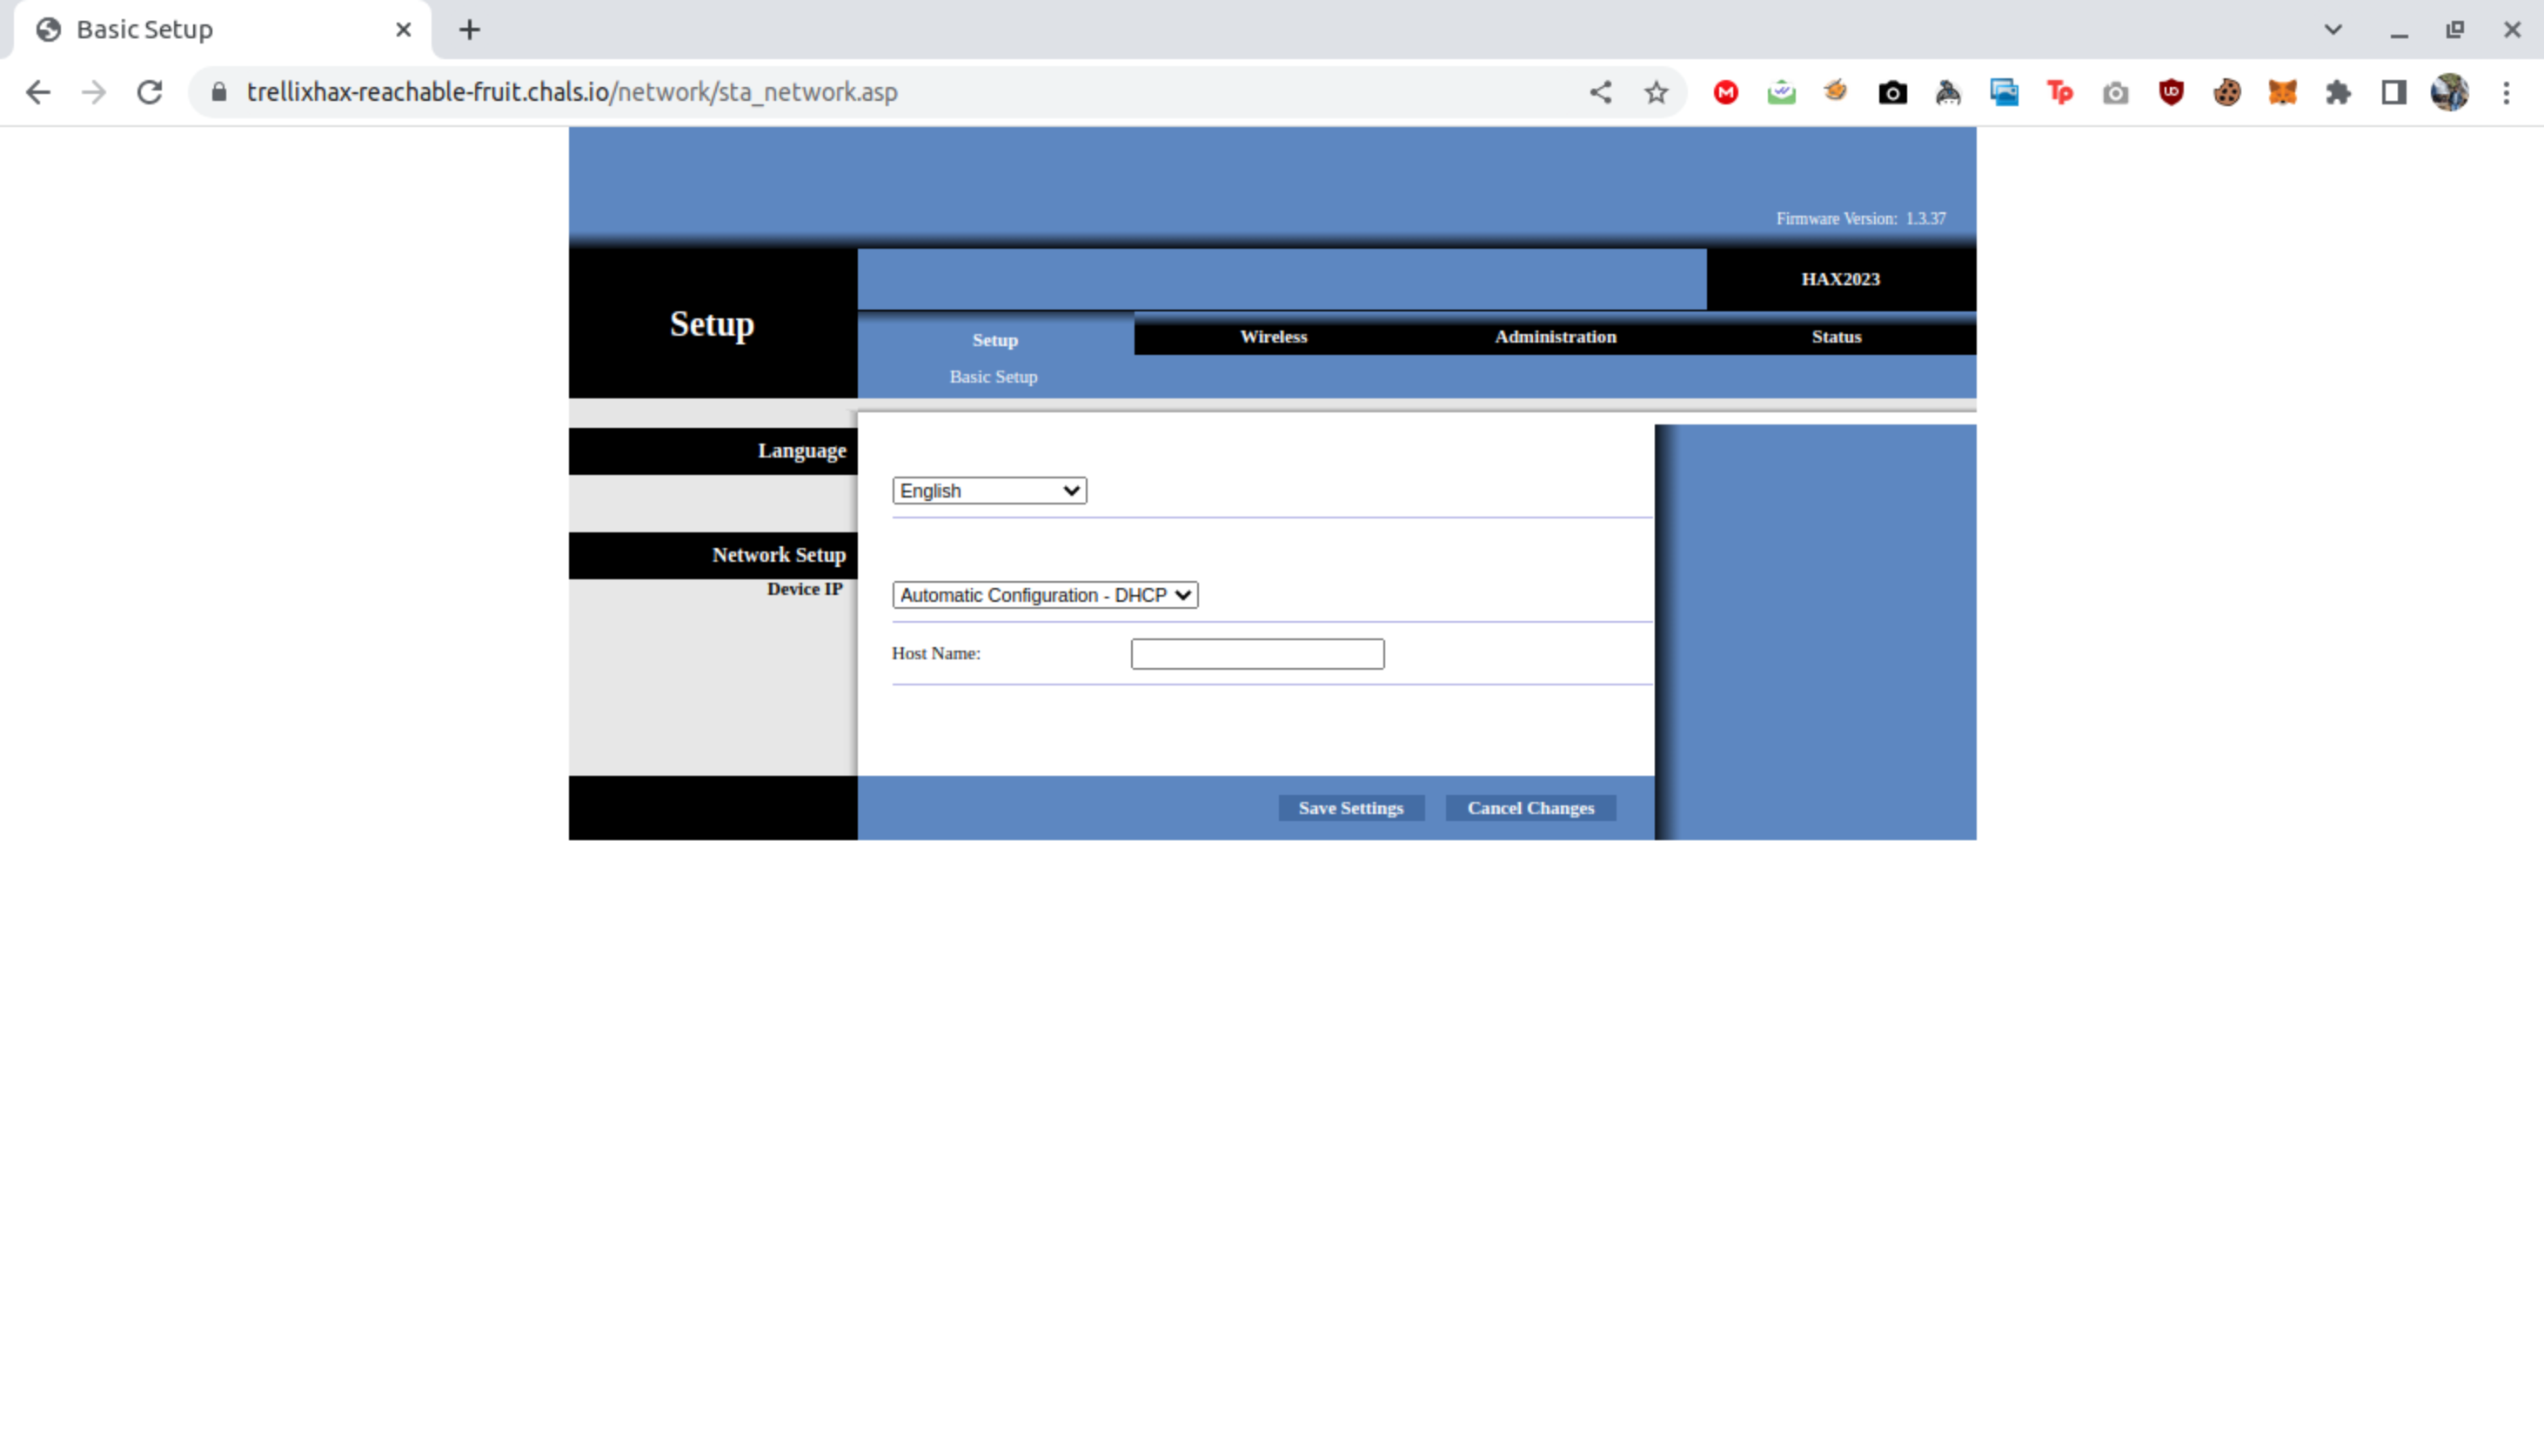 Basic Setup
trellixhax-reachable-fruit.chals.io/network/sta_network.asp
Firmware Version: 1.3.37
HAX2023
Setup
Setup
Wireless
Administration
Status
Basic Setup
Language
English
Network Setup
Device IP
Automatic Configuration - DHCP
Host Name:
Save Settings
Cancel Changes